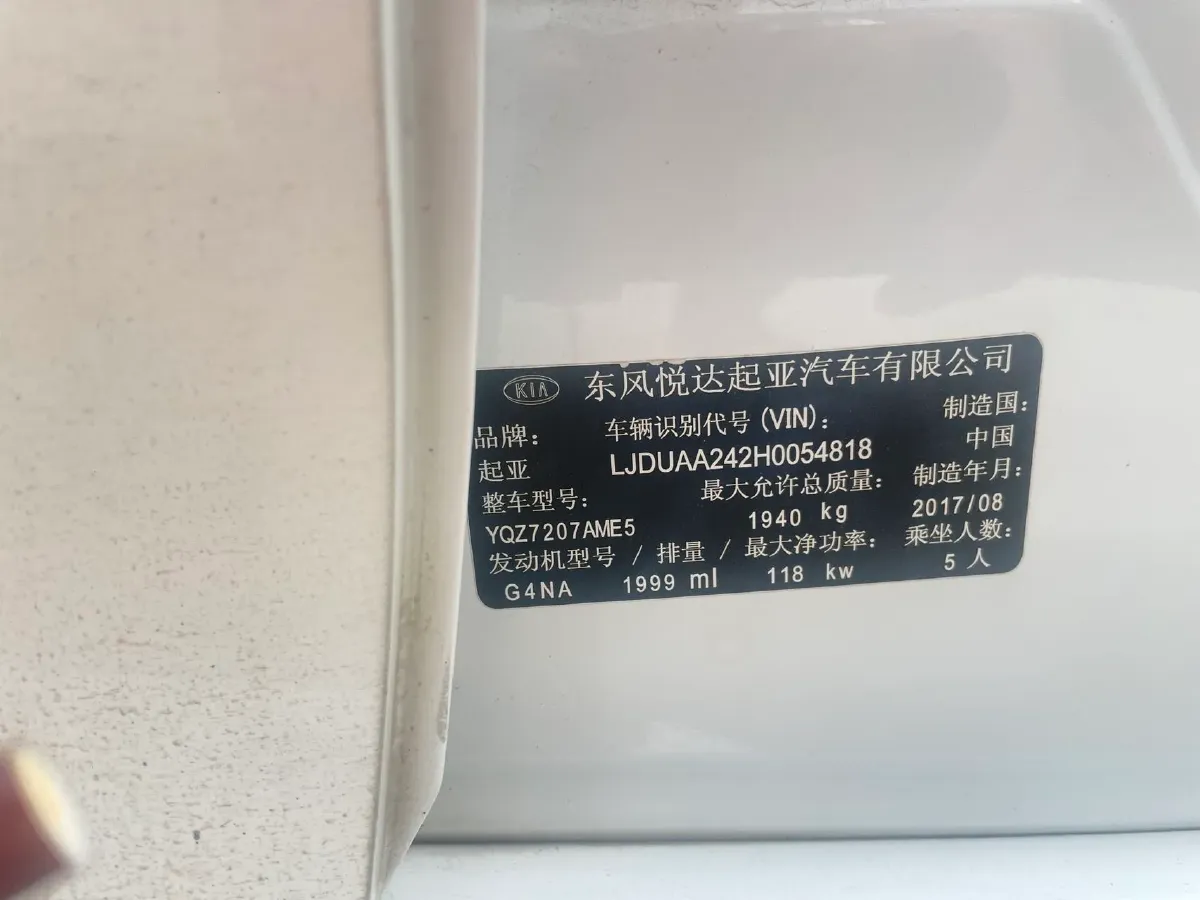 KIA 东风悦达起亚汽车有限公司
品牌： 车辆识别代号 (VIN)： 制造国：
起亚 LJDUAA242H0054818 中国
整车型号： 最大允许总质量： 制造年月：
YQZ7207AME5 1940 kg 2017/08
发动机型号 / 排量 / 最大净功率： 乘坐人数：
G4NA 1999 ml 118 kw 5 人